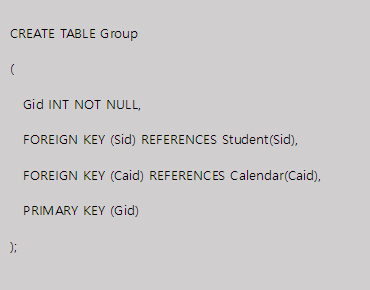 CREATE TABLE Group
(
Gid INT NOT NULL,
FOREIGN KEY (Sid) REFERENCES Student(Sid),
FOREIGN KEY (Caid) REFERENCES Calendar(Caid),
PRIMARY KEY (Gid)
);